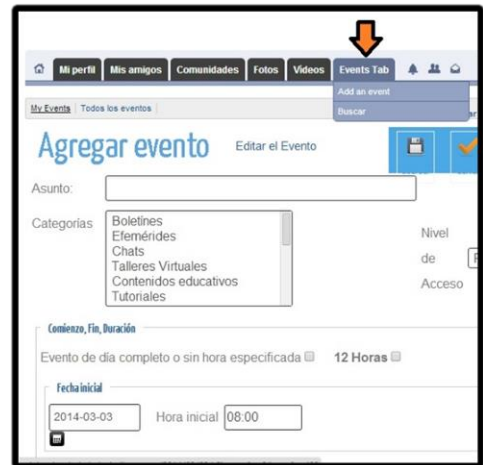 Mi perfil Mis amigos Comunidades Fotos Videos Events Tab
Add an event
Buscar
My Events Todos los eventos
Agregar evento Editar el Evento
Asunto:
Categorías
Boletínes
Efemérides
Chats
Talleres Virtuales
Contenidos educativos
Tutoriales
Nivel
de
Acceso
Comienzo, Fin, Duración
Evento de día completo o sin hora especificada 12 Horas
Fecha inicial
2014-03-03 Hora inicial 08:00